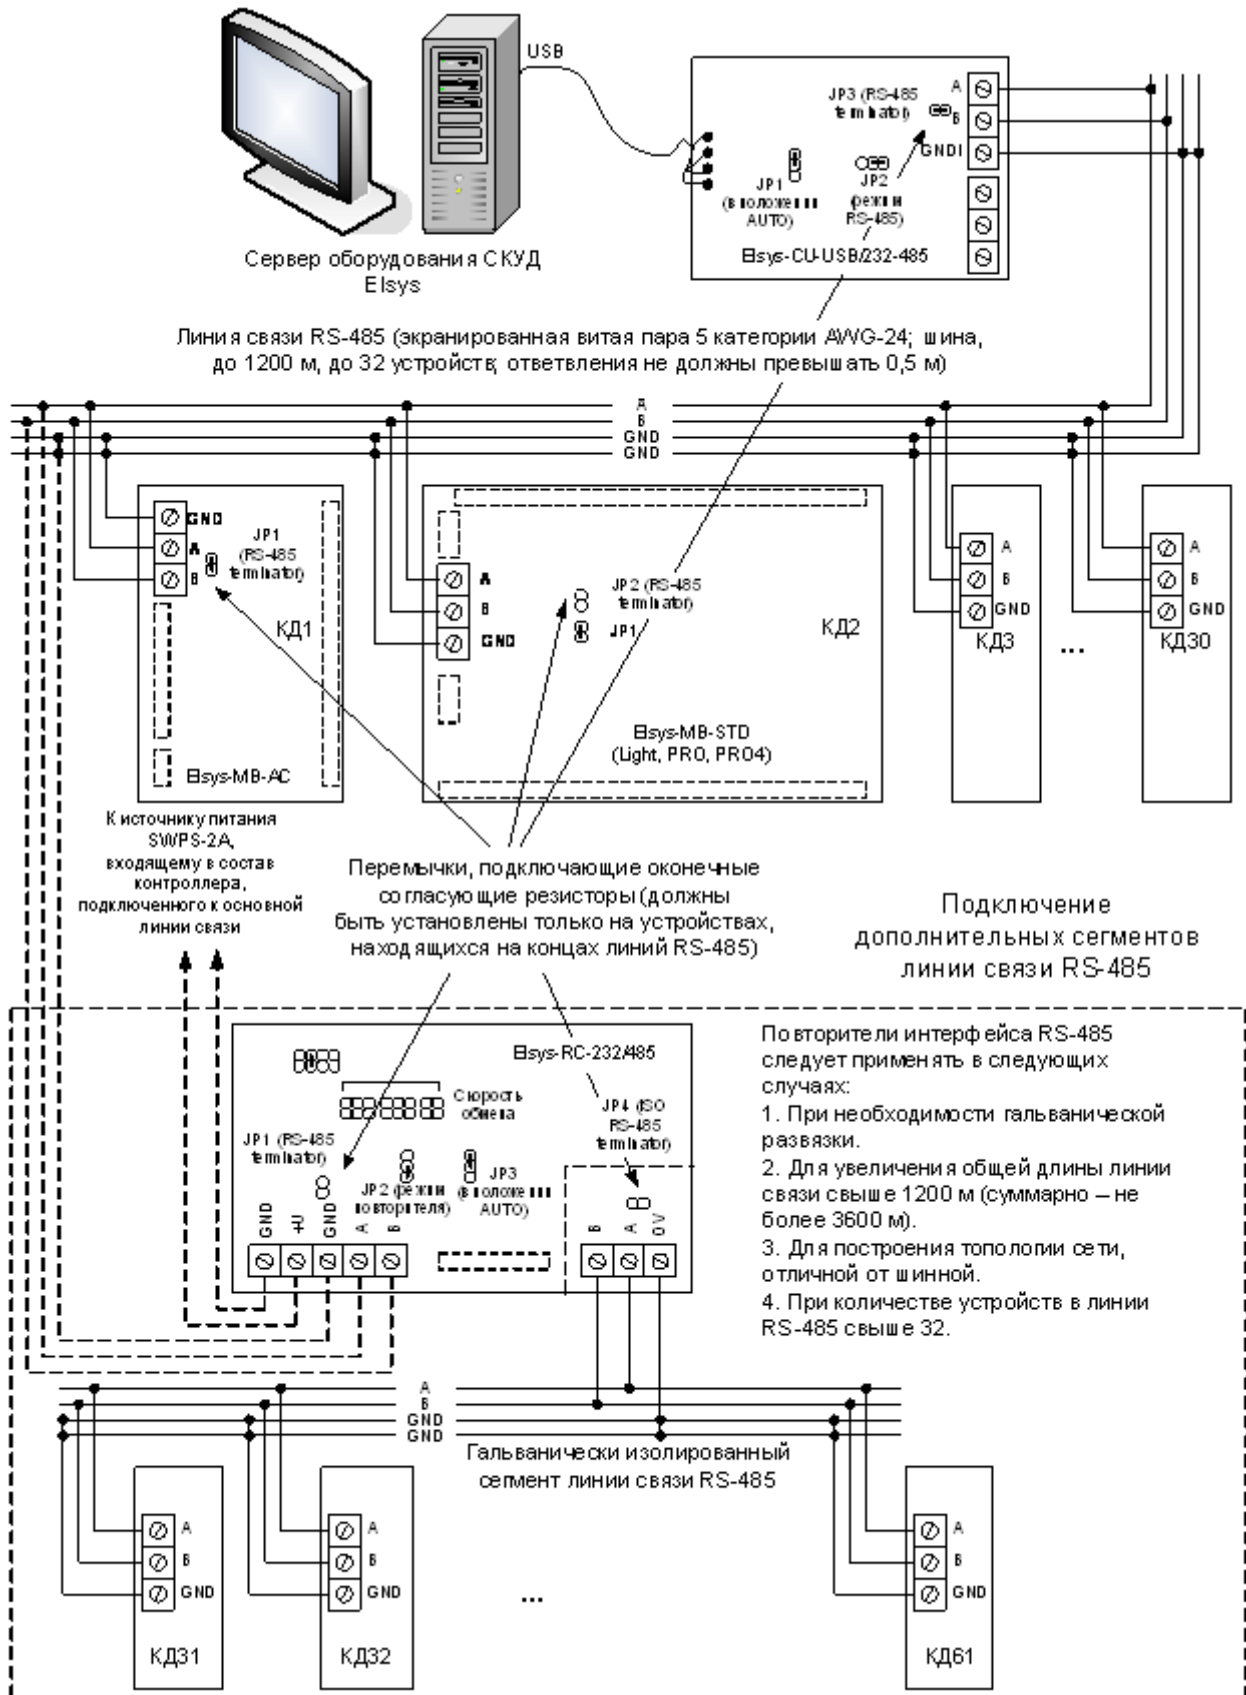 USB
JP3 (RS-485
terminator)
A
B
GNDI
JP1
(в положении
AUTO)
JP2
(режим
RS-485)
Elsys-CU-USB/232-485
Сервер оборудования СКУД
Elsys
Линия связи RS-485 (экранированная витая пара 5 категории AWG-24; шина,
до 1200 м, до 32 устройств; ответвления не должны превышать 0,5 м)
A
B
GND
GND
GND
A
B
JP1
(RS-485
terminator)
КД1
Elsys-MB-AC
A
B
GND
JP2 (RS-485
terminator)
JP1
КД2
Elsys-MB-STD
(Light, PRO, PRO4)
A
B
GND
КД3
...
A
B
GND
КД30
К источнику питания
SWPS-2A,
входящему в состав
контроллера,
подключенного к основной
линии связи
Перемычки, подключающие оконечные
согласующие резисторы (должны
быть установлены только на устройствах,
находящихся на концах линий RS-485)
Подключение
дополнительных сегментов
линии связи RS-485
Elsys-RC-232/485
Скорость
обмена
JP1 (RS-485
terminator)
JP2 (режим
повторителя)
JP3
(в положении
AUTO)
JP4 (ISO
RS-485
terminator)
GND
+U
GND
A
B
B
A
0V
Повторители интерфейса RS-485
следует применять в следующих
случаях:
1. При необходимости гальванической
развязки.
2. Для увеличения общей длины линии
связи свыше 1200 м (суммарно – не
более 3600 м).
3. Для построения топологии сети,
отличной от шинной.
4. При количестве устройств в линии
RS-485 свыше 32.
A
B
GND
GND
Гальванически изолированный
сегмент линии связи RS-485
A
B
GND
КД31
A
B
GND
КД32
...
A
B
GND
КД61